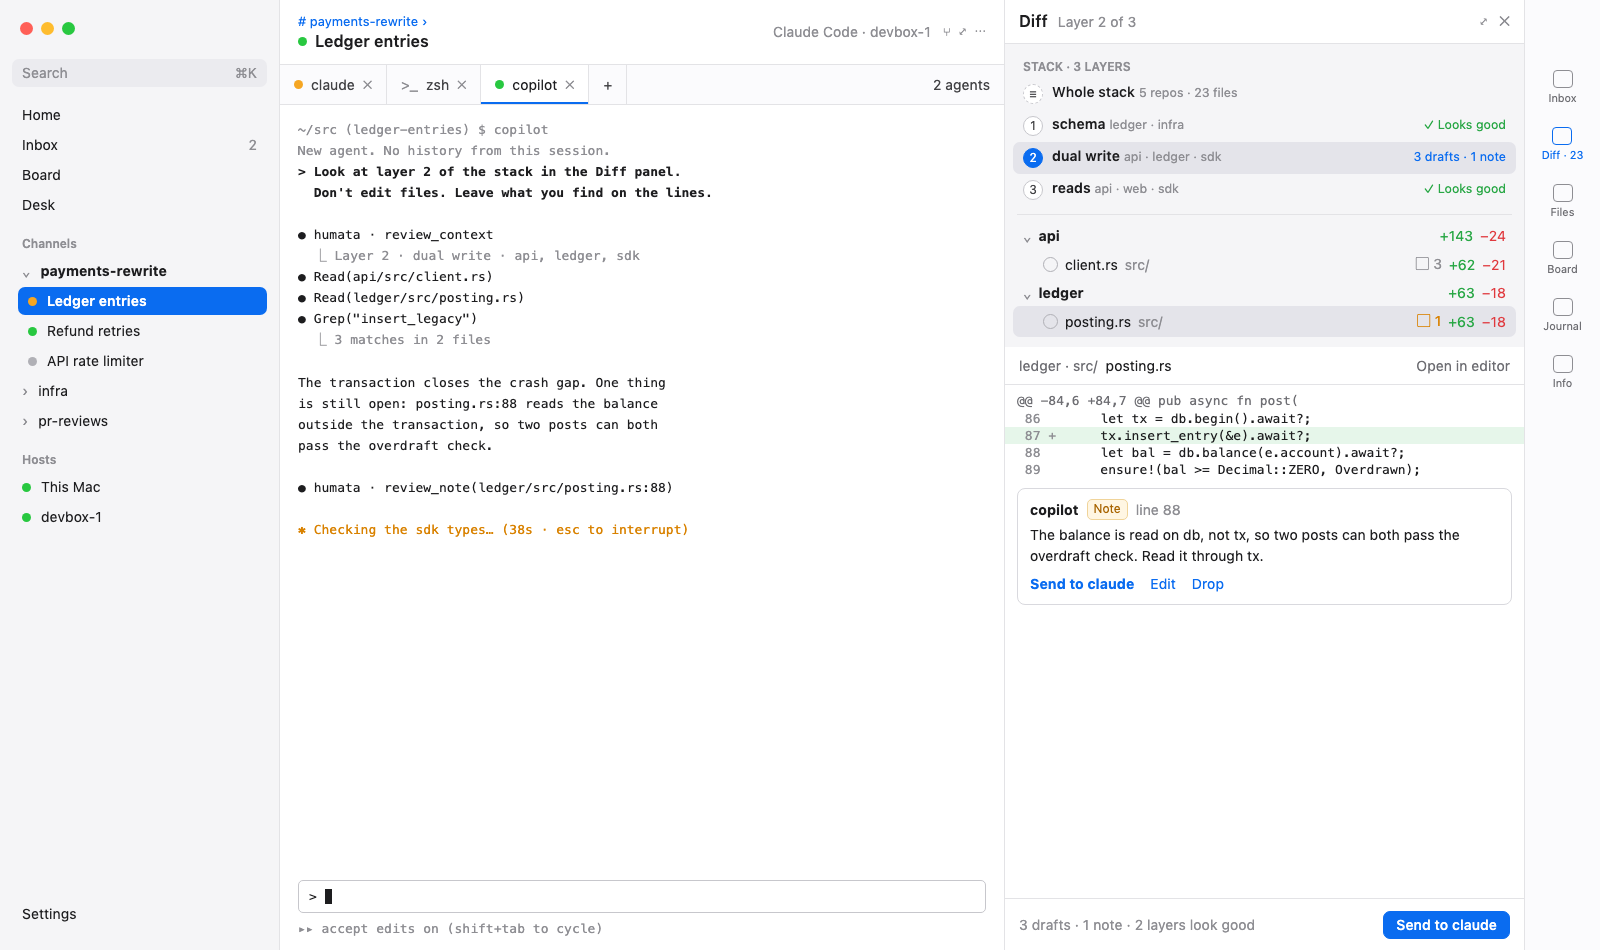 Search ⌘K
Home
Inbox 2
Board
Desk
Channels
payments-rewrite
Ledger entries
Refund retries
API rate limiter
infra
pr-reviews
Hosts
This Mac
devbox-1
Settings
# payments-rewrite ›
Ledger entries
Claude Code · devbox-1 ⑂ ⤢ ···
claude ✕ >_ zsh ✕ copilot ✕ + 2 agents
~/src (ledger-entries) $ copilot
New agent. No history from this session.
> Look at layer 2 of the stack in the Diff panel.
Don't edit files. Leave what you find on the lines.
● humata · review_context
⎿ Layer 2 · dual write · api, ledger, sdk
● Read(api/src/client.rs)
● Read(ledger/src/posting.rs)
● Grep("insert_legacy")
⎿ 3 matches in 2 files
The transaction closes the crash gap. One thing
is still open: posting.rs:88 reads the balance
outside the transaction, so two posts can both
pass the overdraft check.
● humata · review_note(ledger/src/posting.rs:88)
✱ Checking the sdk types… (38s · esc to interrupt)
>
▸▸ accept edits on (shift+tab to cycle)
Diff Layer 2 of 3 ⤢ ✕
STACK · 3 LAYERS
≡ Whole stack 5 repos · 23 files
1 schema ledger · infra ✓ Looks good
2 dual write api · ledger · sdk 3 drafts · 1 note
3 reads api · web · sdk ✓ Looks good
api +143 −24
client.rs src/ 3 +62 −21
ledger +63 −18
posting.rs src/ 1 +63 −18
ledger · src/ posting.rs Open in editor
@@ −84,6 +84,7 @@ pub async fn post(
86 let tx = db.begin().await?;
87 + tx.insert_entry(&e).await?;
88 let bal = db.balance(e.account).await?;
89 ensure!(bal >= Decimal::ZERO, Overdrawn);
copilot Note line 88
The balance is read on db, not tx, so two posts can both pass the
overdraft check. Read it through tx.
Send to claude Edit Drop
3 drafts · 1 note · 2 layers look good Send to claude
Inbox
Diff · 23
Files
Board
Journal
Info